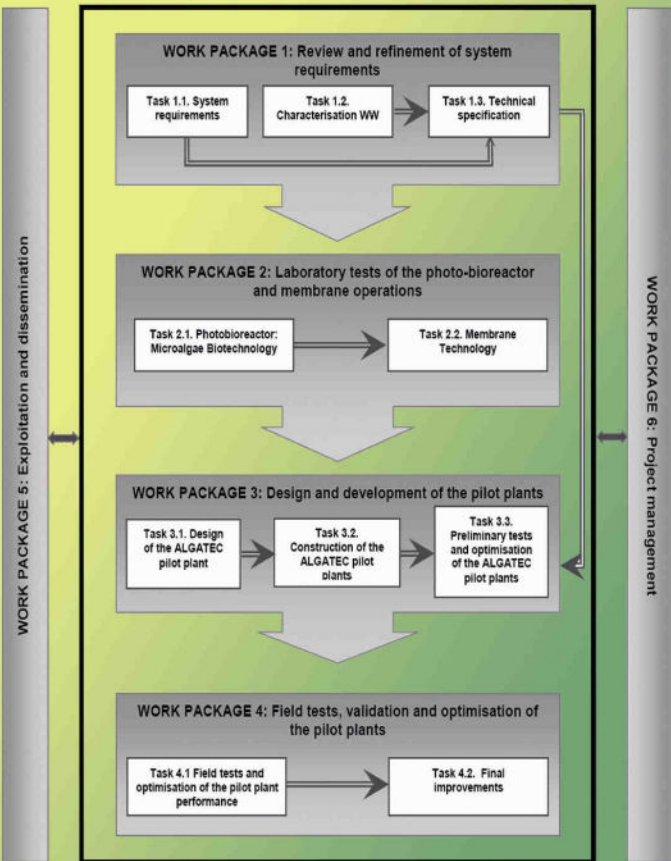 WORK PACKAGE 5: Exploitation and dissemination
WORK PACKAGE 1: Review and refinement of system
requirements
Task 1.1. System
requirements
Task 1.2.
Characterisation WW
Task 1.3. Technical
specification
WORK PACKAGE 2: Laboratory tests of the photo-bioreactor
and membrane operations
Task 2.1. Photobioreactor:
Microalgae Biotechnology
Task 2.2. Membrane
Technology
WORK PACKAGE 3: Design and development of the pilot plants
Task 3.1. Design
of the ALGATEC
pilot plant
Task 3.2.
Construction of the
ALGATEC pilot
plants
Task 3.3.
Preliminary tests
and optimisation
of the ALGATEC
pilot plants
WORK PACKAGE 4: Field tests, validation and optimisation of
the pilot plants
Task 4.1 Field tests and
optimisation of the pilot plant
performance
Task 4.2. Final
improvements
WORK PACKAGE 6: Project management